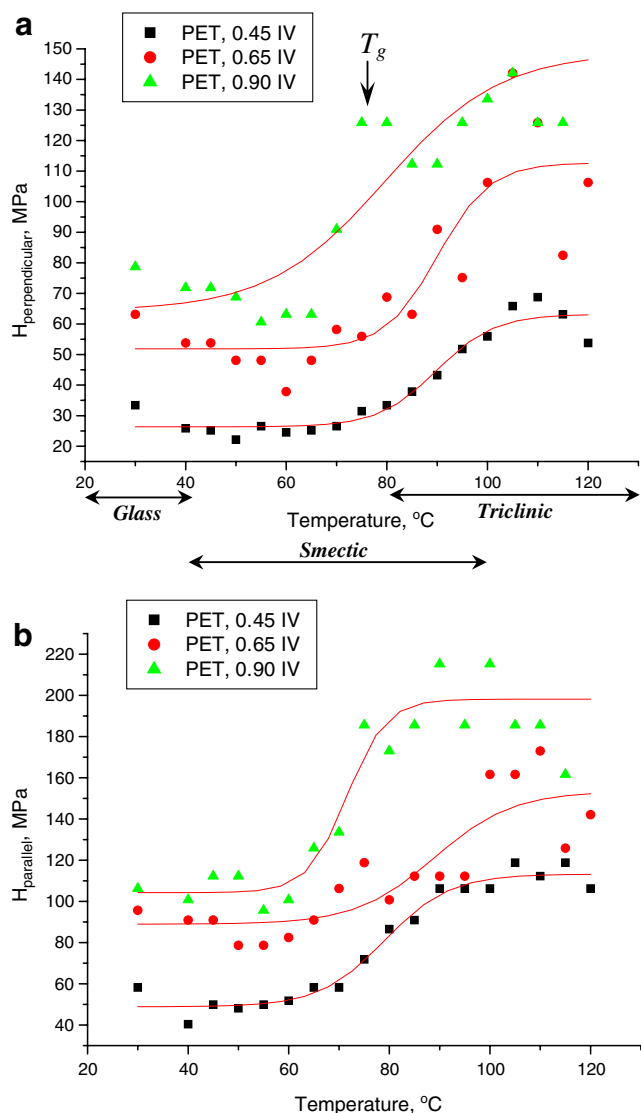 a
PET, 0.45 IV
PET, 0.65 IV
PET, 0.90 IV
Tg
150
140
130
120
110
100
90
80
70
60
50
40
30
20
Hperpendicular, MPa
20 40 60 80 100 120
Glass
Temperature, °C
Triclinic
Smectic
b
PET, 0.45 IV
PET, 0.65 IV
PET, 0.90 IV
220
200
180
160
140
120
100
80
60
40
Hparallel, MPa
20 40 60 80 100 120
Temperature, °C